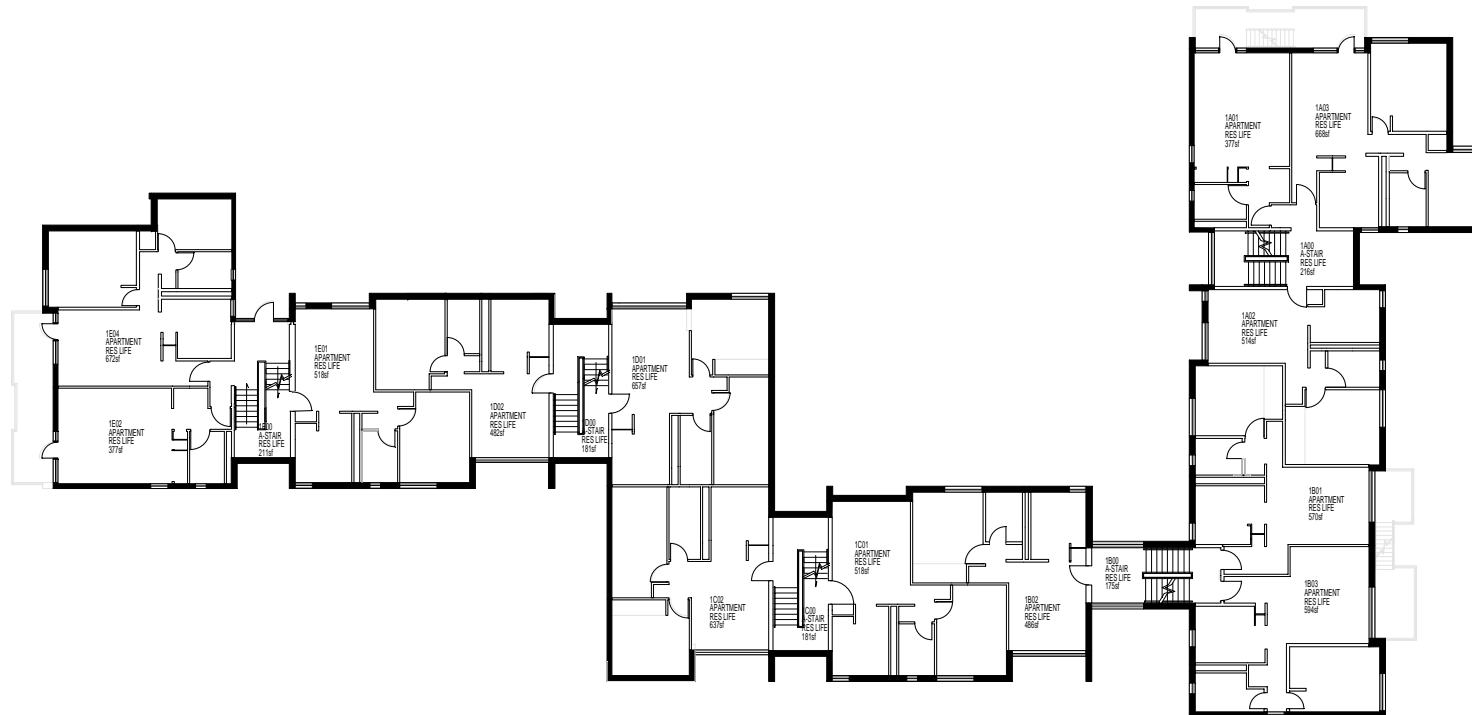 1A01
APARTMENT
RES LIFE
377sf
1A03
APARTMENT
RES LIFE
668sf
1A00
A-STAIR
RES LIFE
216sf
1A02
APARTMENT
RES LIFE
514sf
1E04
APARTMENT
RES LIFE
672sf
1E01
APARTMENT
RES LIFE
518sf
1D01
APARTMENT
RES LIFE
657sf
1E02
APARTMENT
RES LIFE
377sf
1E00
A-STAIR
RES LIFE
211sf
1D02
APARTMENT
RES LIFE
482sf
1D00
A-STAIR
RES LIFE
181sf
1B01
APARTMENT
RES LIFE
570sf
1C01
APARTMENT
RES LIFE
518sf
1B00
A-STAIR
RES LIFE
175sf
1C02
APARTMENT
RES LIFE
637sf
1C00
A-STAIR
RES LIFE
181sf
1B02
APARTMENT
RES LIFE
486sf
1B03
APARTMENT
RES LIFE
594sf